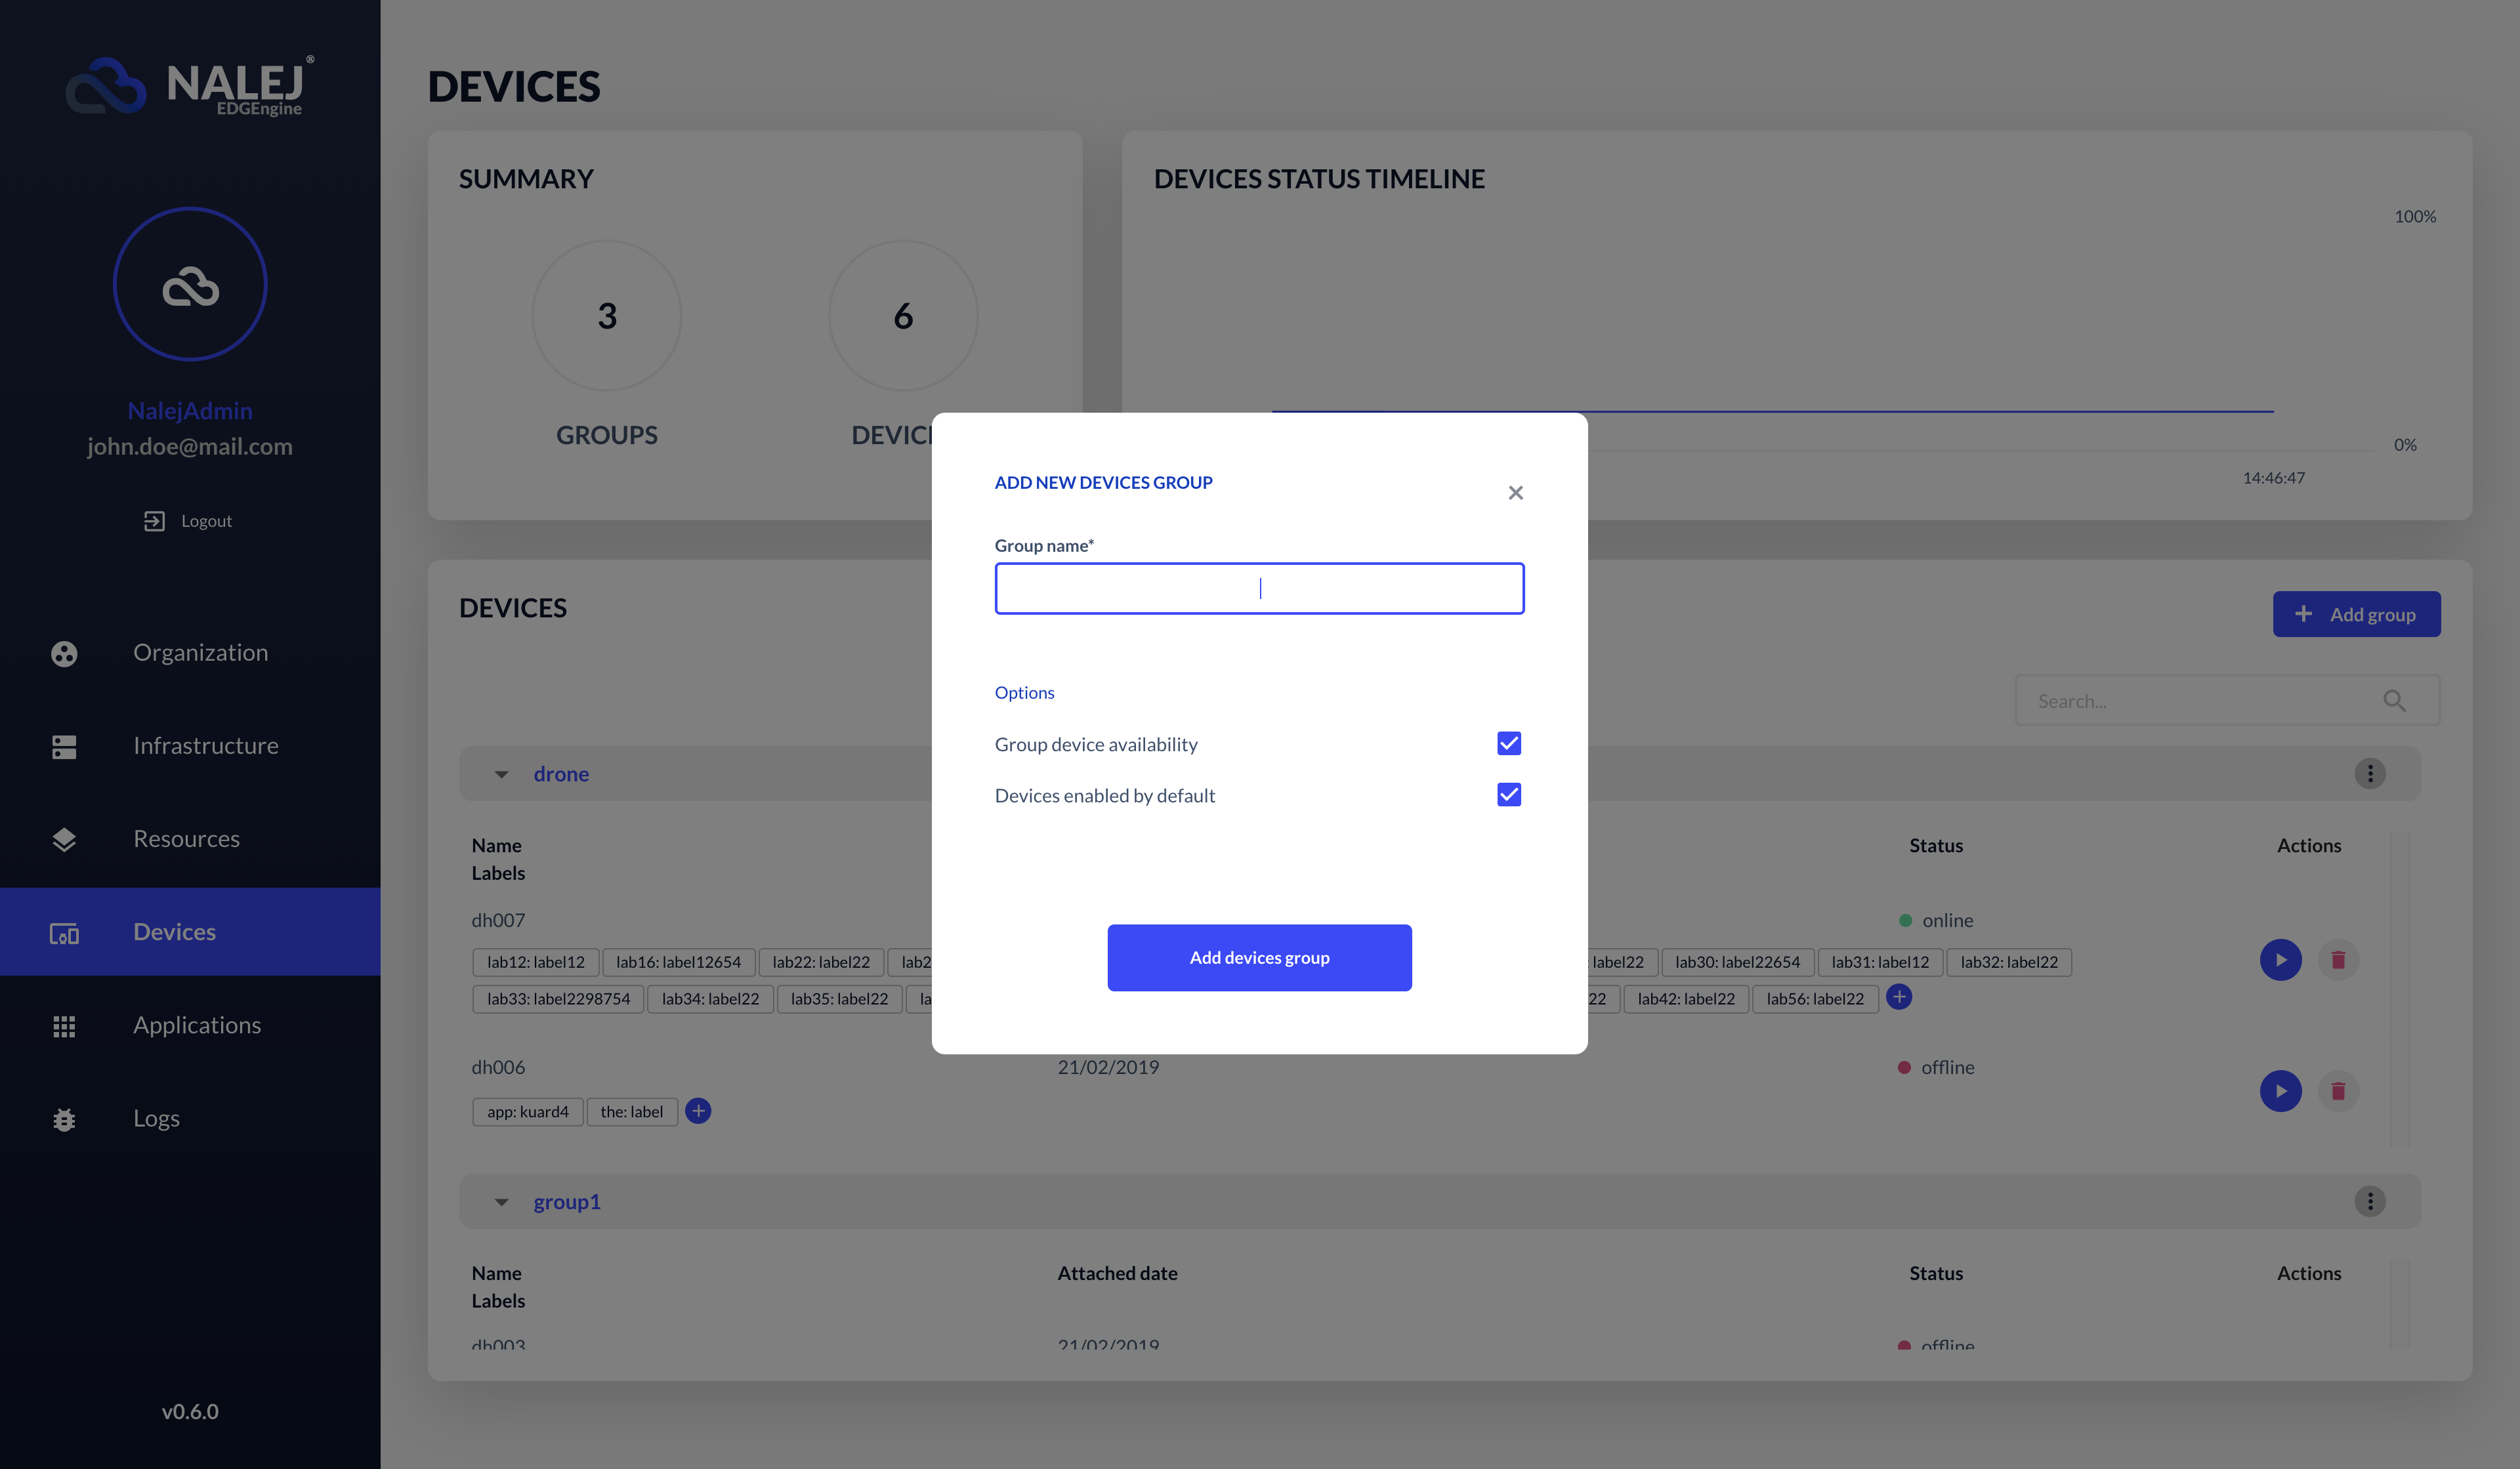 NALEJ®
EDGEngine
NalejAdmin
john.doe@mail.com
Logout
Organization
Infrastructure
Resources
Devices
Applications
Logs
v0.6.0
DEVICES
SUMMARY
3
6
GROUPS
DEVIC
DEVICES STATUS TIMELINE
100%
0%
14:46:47
ADD NEW DEVICES GROUP
Group name*
Options
Group device availability
Devices enabled by default
Add devices group
DEVICES
Add group
Search...
drone
Name Status Actions
Labels
dh007 online
lab12: label12 lab16: label12654 lab22: label22 lab2 label22 lab30: label22654 lab31: label12 lab32: label22
lab33: label2298754 lab34: label22 lab35: label22 la 22 lab42: label22 lab56: label22
dh006 21/02/2019 offline
app: kuard4 the: label
group1
Name Attached date Status Actions
Labels
dh003 21/02/2019 offline